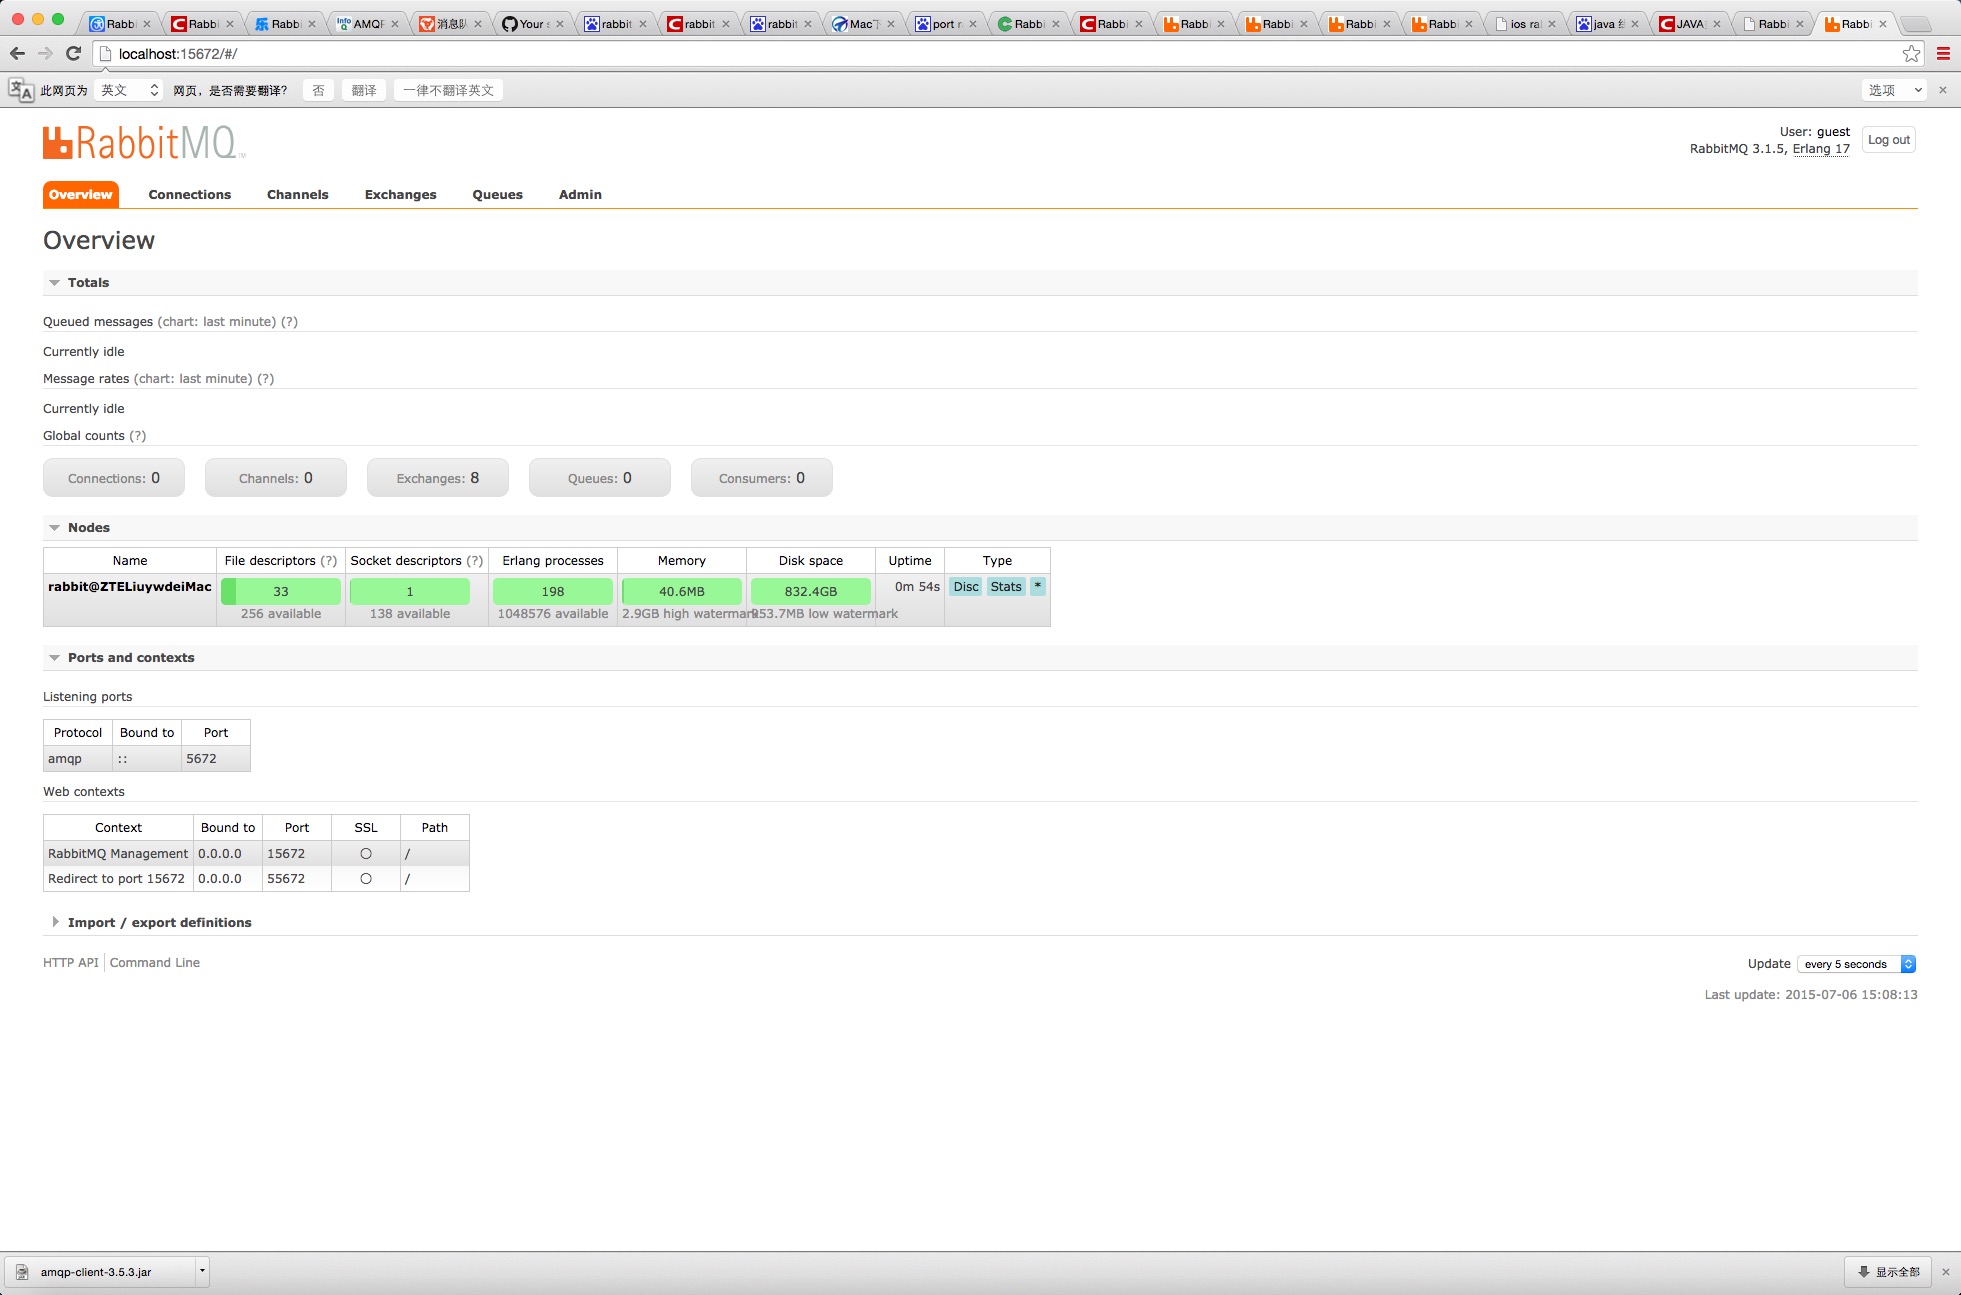 Rabbi Rabbi Rabbi AMQP 消息队 Your s rabbit rabbit rabbit Mac下 port r Rabbi Rabbi Rabbi Rabbi Rabbi Rabbi ios ra java JAVA Rabbi Rabbi
localhost:15672/#/
此网页为 英文 网页，是否需要翻译? 否 翻译 一律不翻译英文 选项
RabbitMQ TM
User: guest
RabbitMQ 3.1.5, Erlang 17
Log out
Overview Connections Channels Exchanges Queues Admin
Overview
Totals
Queued messages (chart: last minute) (?)
Currently idle
Message rates (chart: last minute) (?)
Currently idle
Global counts (?)
Connections: 0 Channels: 0 Exchanges: 8 Queues: 0 Consumers: 0
Nodes
Name File descriptors (?) Socket descriptors (?) Erlang processes Memory Disk space Uptime Type
rabbit@ZTELiuywdeiMac 33 1 198 40.6MB 832.4GB 0m 54s Disc Stats *
256 available 138 available 1048576 available 2.9GB high watermark 953.7MB low watermark
Ports and contexts
Listening ports
Protocol Bound to Port
amqp :: 5672
Web contexts
Context Bound to Port SSL Path
RabbitMQ Management 0.0.0.0 15672 ○ /
Redirect to port 15672 0.0.0.0 55672 ○ /
Import / export definitions
HTTP API Command Line
Update every 5 seconds
Last update: 2015-07-06 15:08:13
amqp-client-3.5.3.jar
显示全部